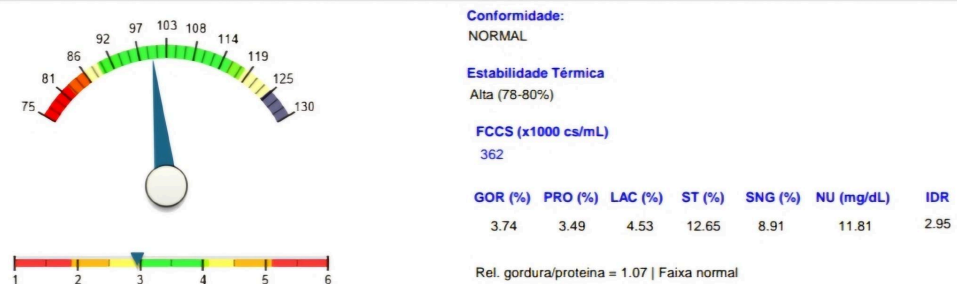 75 81 86 92 97 103 108 114 119 125 130
1 2 3 4 5 6
Conformidade:
NORMAL
Estabilidade Térmica
Alta (78-80%)
FCCS (x1000 cs/mL)
362
GOR (%) PRO (%) LAC (%) ST (%) SNG (%) NU (mg/dL) IDR
3.74 3.49 4.53 12.65 8.91 11.81 2.95
Rel. gordura/proteina = 1.07 | Faixa normal